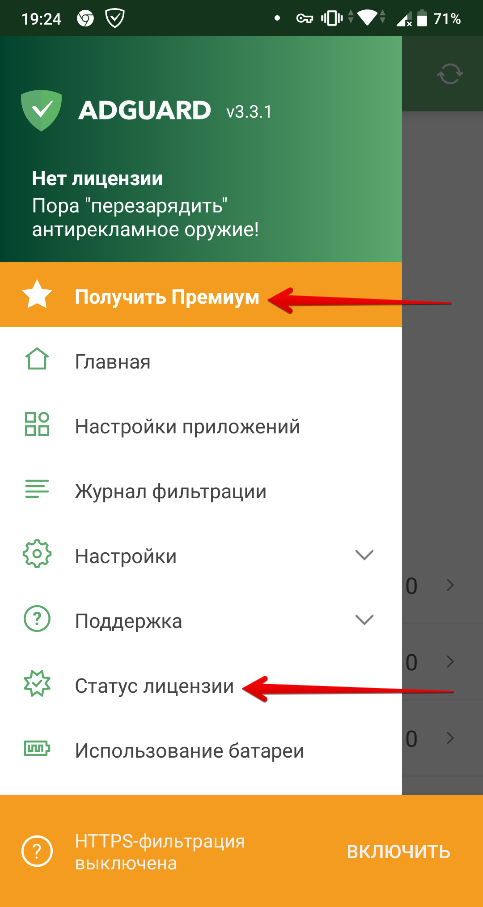 19:24
71%
ADGUARD v3.3.1
Нет лицензии
Пора "перезарядить"
антирекламное оружие!
Получить Премиум
Главная
Настройки приложений
Журнал фильтрации
Настройки
0
Поддержка
Статус лицензии
0
Использование батареи
0
HTTPS-фильтрация
выключена
ВКЛЮЧИТЬ